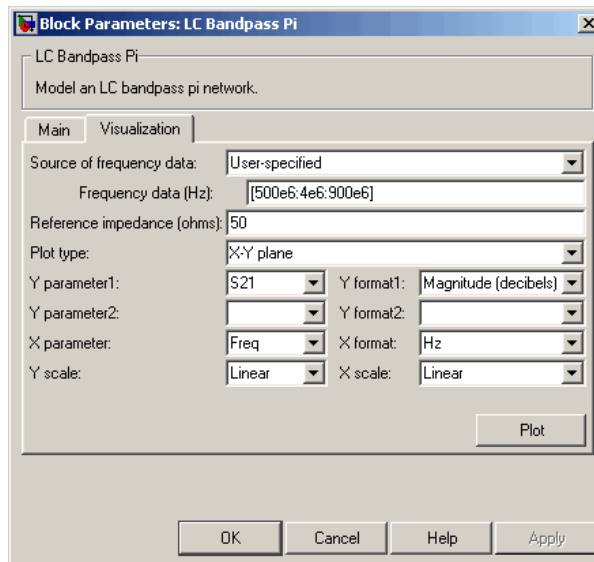 Block Parameters: LC Bandpass Pi
LC Bandpass Pi
Model an LC bandpass pi network.
Main Visualization
Source of frequency data: User-specified
Frequency data (Hz): [500e6:4e6:900e6]
Reference impedance (ohms): 50
Plot type: X-Y plane
Y parameter1: S21 Y format1: Magnitude (decibels)
Y parameter2: Y format2:
X parameter: Freq X format: Hz
Y scale: Linear X scale: Linear
Plot
OK Cancel Help Apply